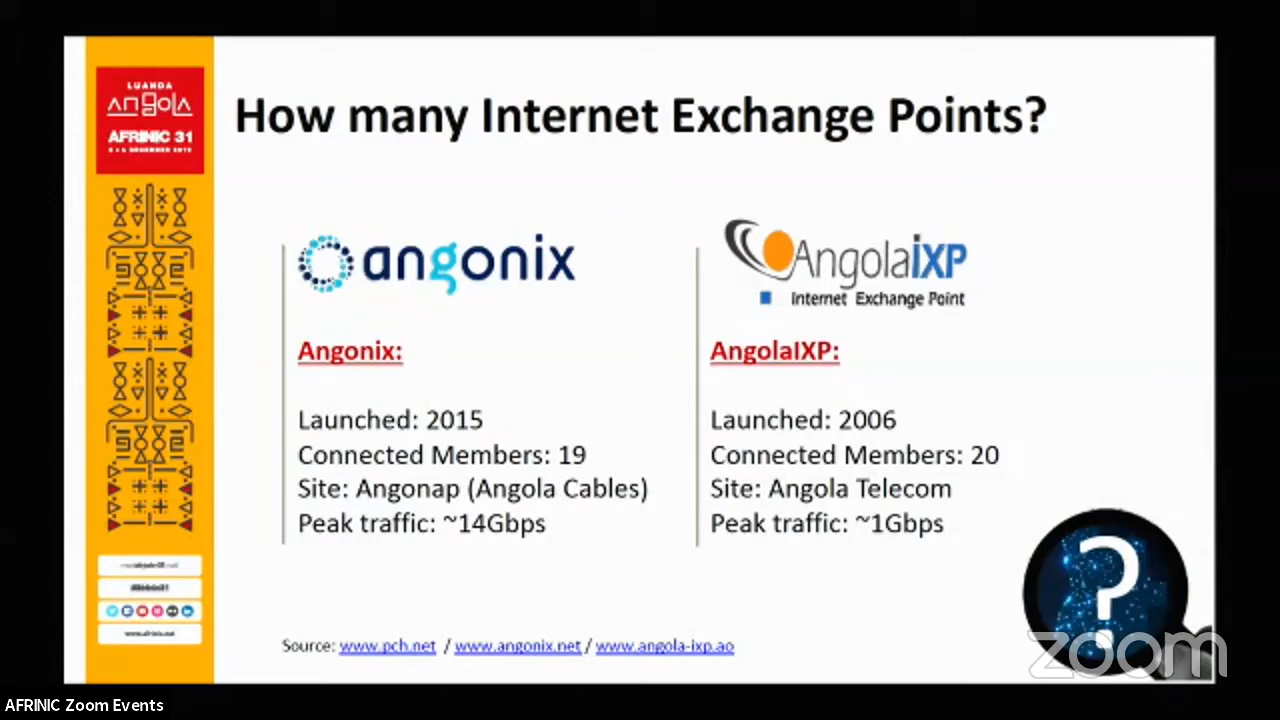 LUANDA
angola
AFRINIC 31
How many Internet Exchange Points?
angonix
AngolaiXP
Internet Exchange Point
Angonix:
Launched: 2015
Connected Members: 19
Site: Angonap (Angola Cables)
Peak traffic: ~14Gbps
AngolaIXP:
Launched: 2006
Connected Members: 20
Site: Angola Telecom
Peak traffic: ~1Gbps
?
www.afrinic.net
Source: www.pch.net / www.angonix.net / www.angola-ixp.ao
zoom
AFRINIC Zoom Events